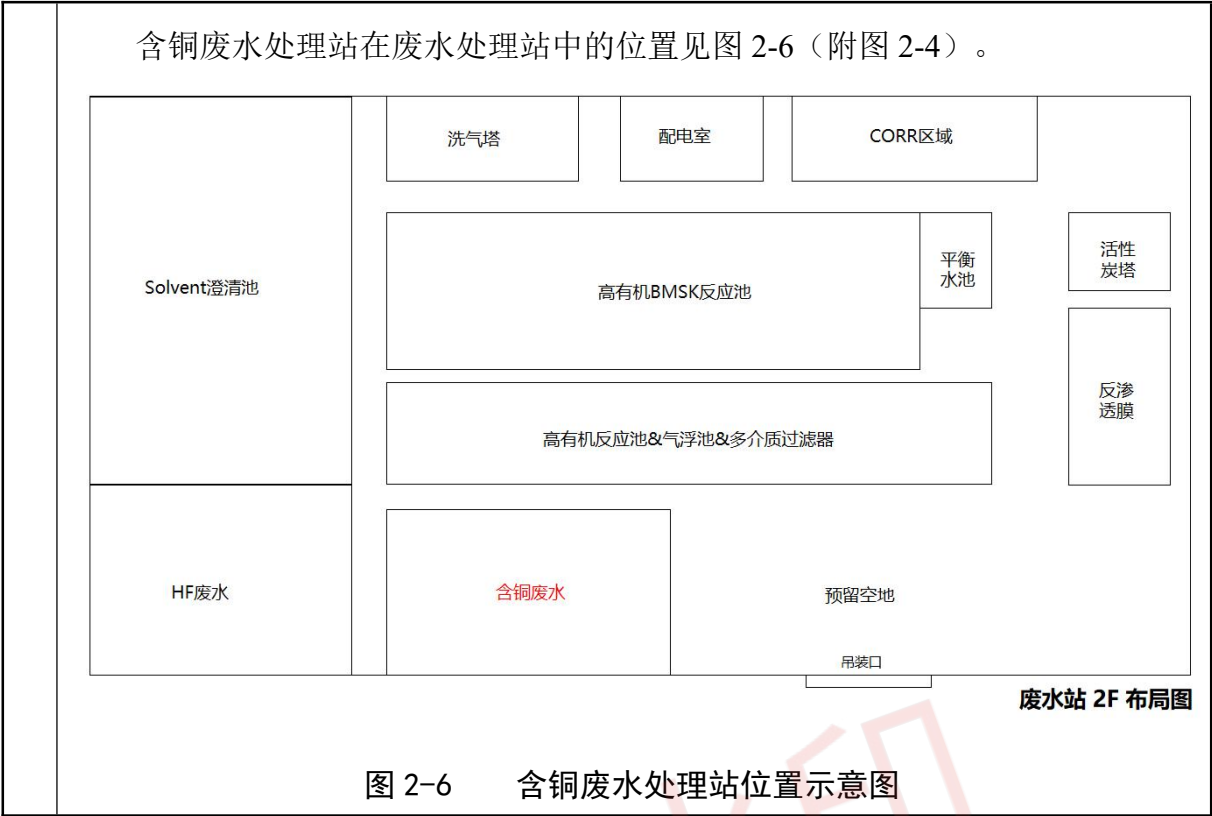 含铜废水处理站在废水处理站中的位置见图 2-6（附图 2-4）。
洗气塔
配电室
CORR区域
Solvent澄清池
高有机BMSK反应池
平衡
水池
活性
炭塔
反渗
透膜
高有机反应池&气浮池&多介质过滤器
HF废水
含铜废水
预留空地
吊装口
废水站 2F 布局图
图 2-6 含铜废水处理站位置示意图